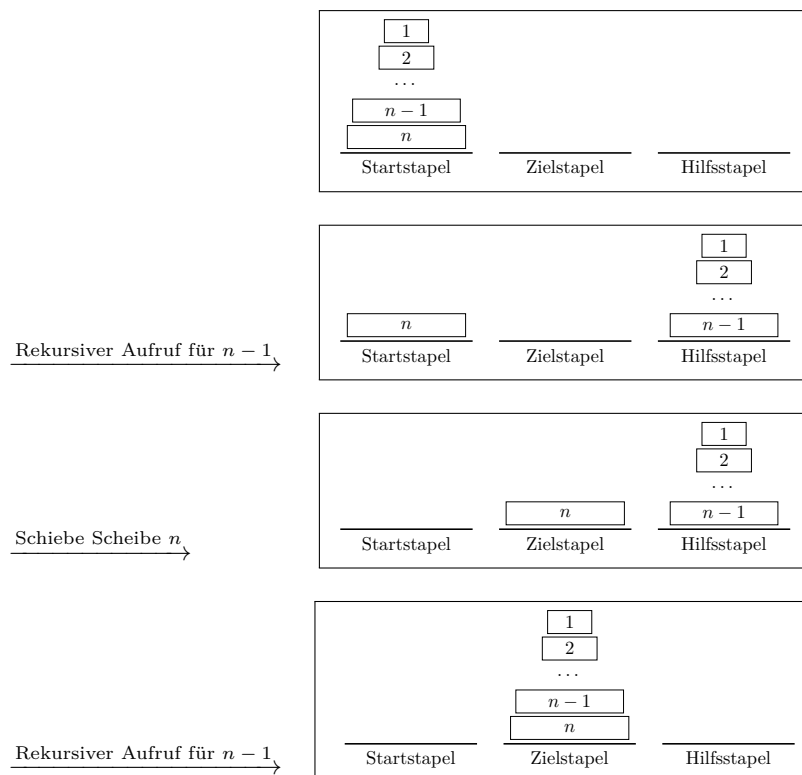 1
2
...
n − 1
n
Startstapel Zielstapel Hilfsstapel
1
2
...
n n − 1
Rekursiver Aufruf für n − 1 Startstapel Zielstapel Hilfsstapel
1
2
...
n n − 1
Schiebe Scheibe n Startstapel Zielstapel Hilfsstapel
1
2
...
n − 1
n
Rekursiver Aufruf für n − 1 Startstapel Zielstapel Hilfsstapel